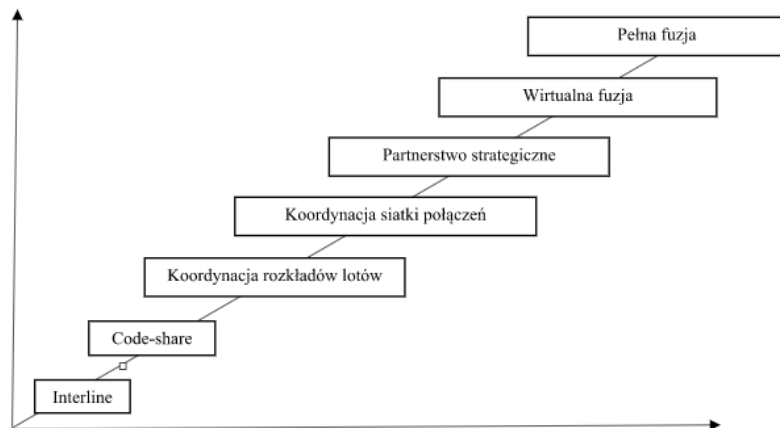 Pełna fuzja
Wirtualna fuzja
Partnerstwo strategiczne
Koordynacja siatki połączeń
Koordynacja rozkładów lotów
Code-share
Interline